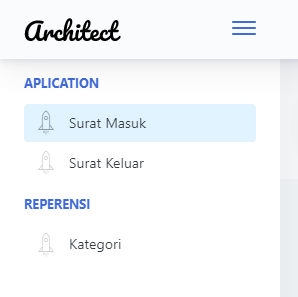 Architect
APLICATION
Surat Masuk
Surat Keluar
REPERENSI
Kategori